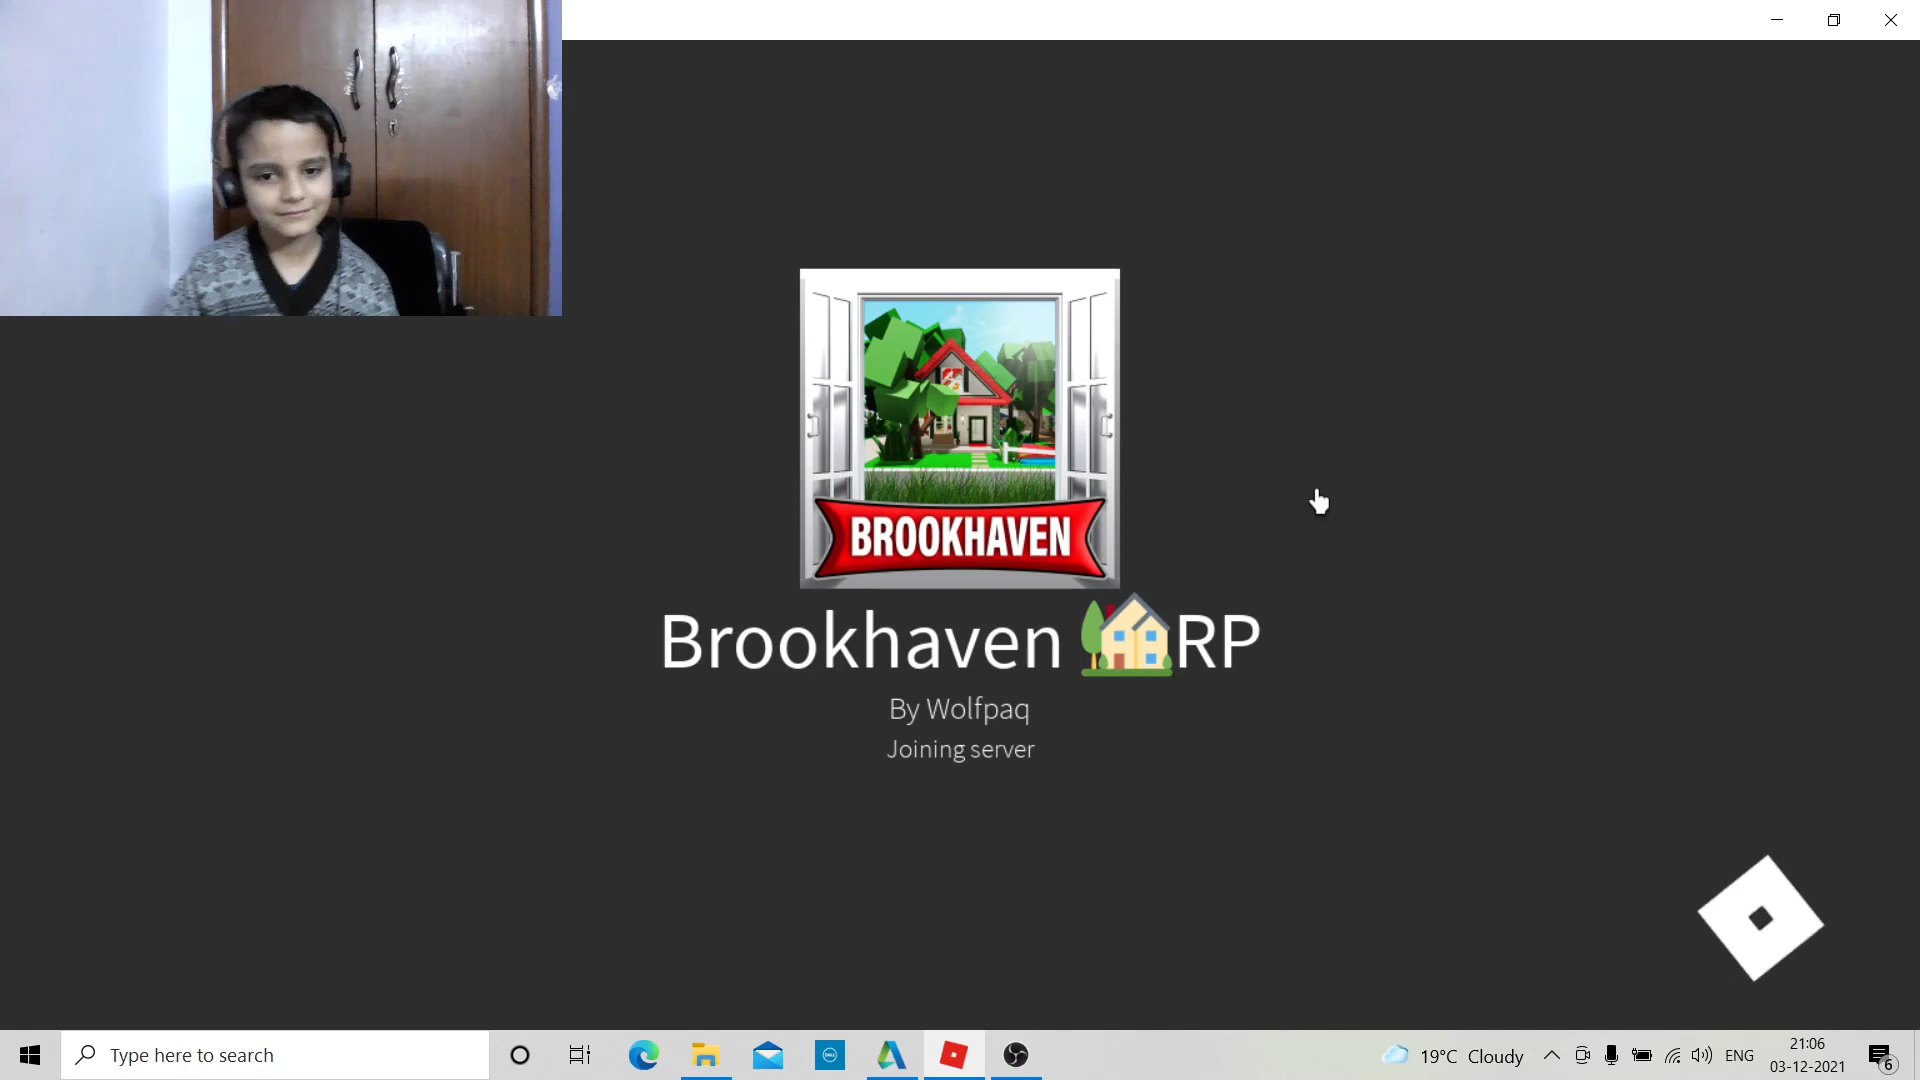 BROOKHAVEN
Brookhaven 🏡RP
By Wolfpaq
Joining server
Type here to search
DELL
19°C Cloudy
ENG
21:06
03-12-2021
6